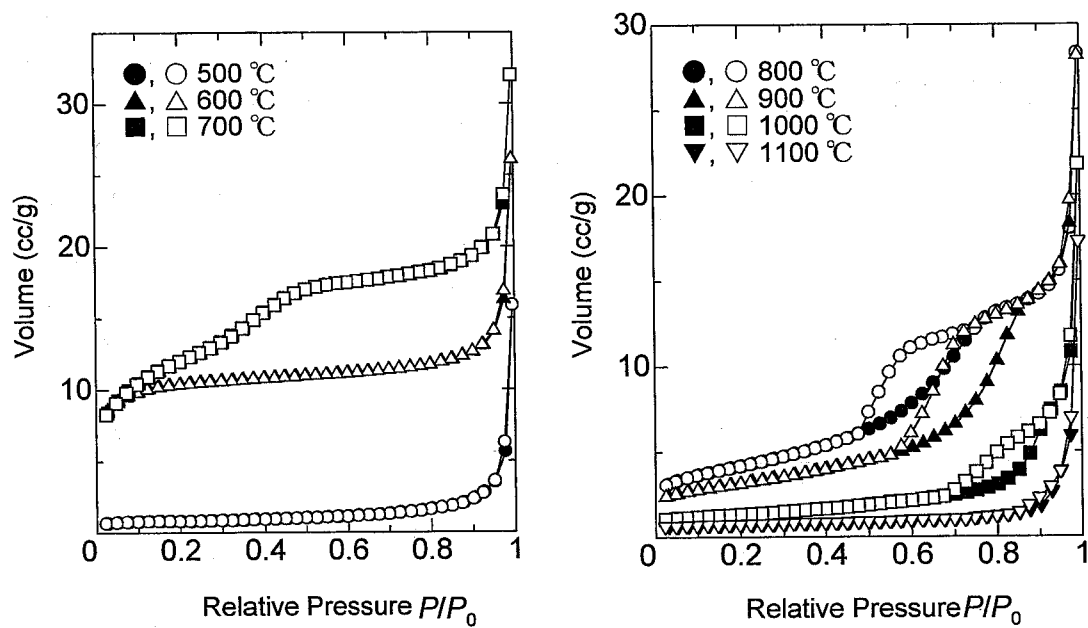 30
20
10
0
0.2
0.4
0.6
0.8
1
Volume (cc/g)
Relative Pressure P/P0
●, ○ 500 ℃
▲, △ 600 ℃
■, □ 700 ℃
30
20
10
0
0.2
0.4
0.6
0.8
1
Volume (cc/g)
Relative Pressure P/P0
●, ○ 800 ℃
▲, △ 900 ℃
■, □ 1000 ℃
▼, ▽ 1100 ℃